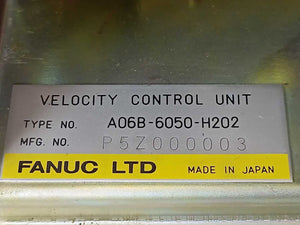 VELOCITY CONTROL UNIT
TYPE NO. A06B-6050-H202
MFG. NO. P5Z000003
FANUC LTD MADE IN JAPAN